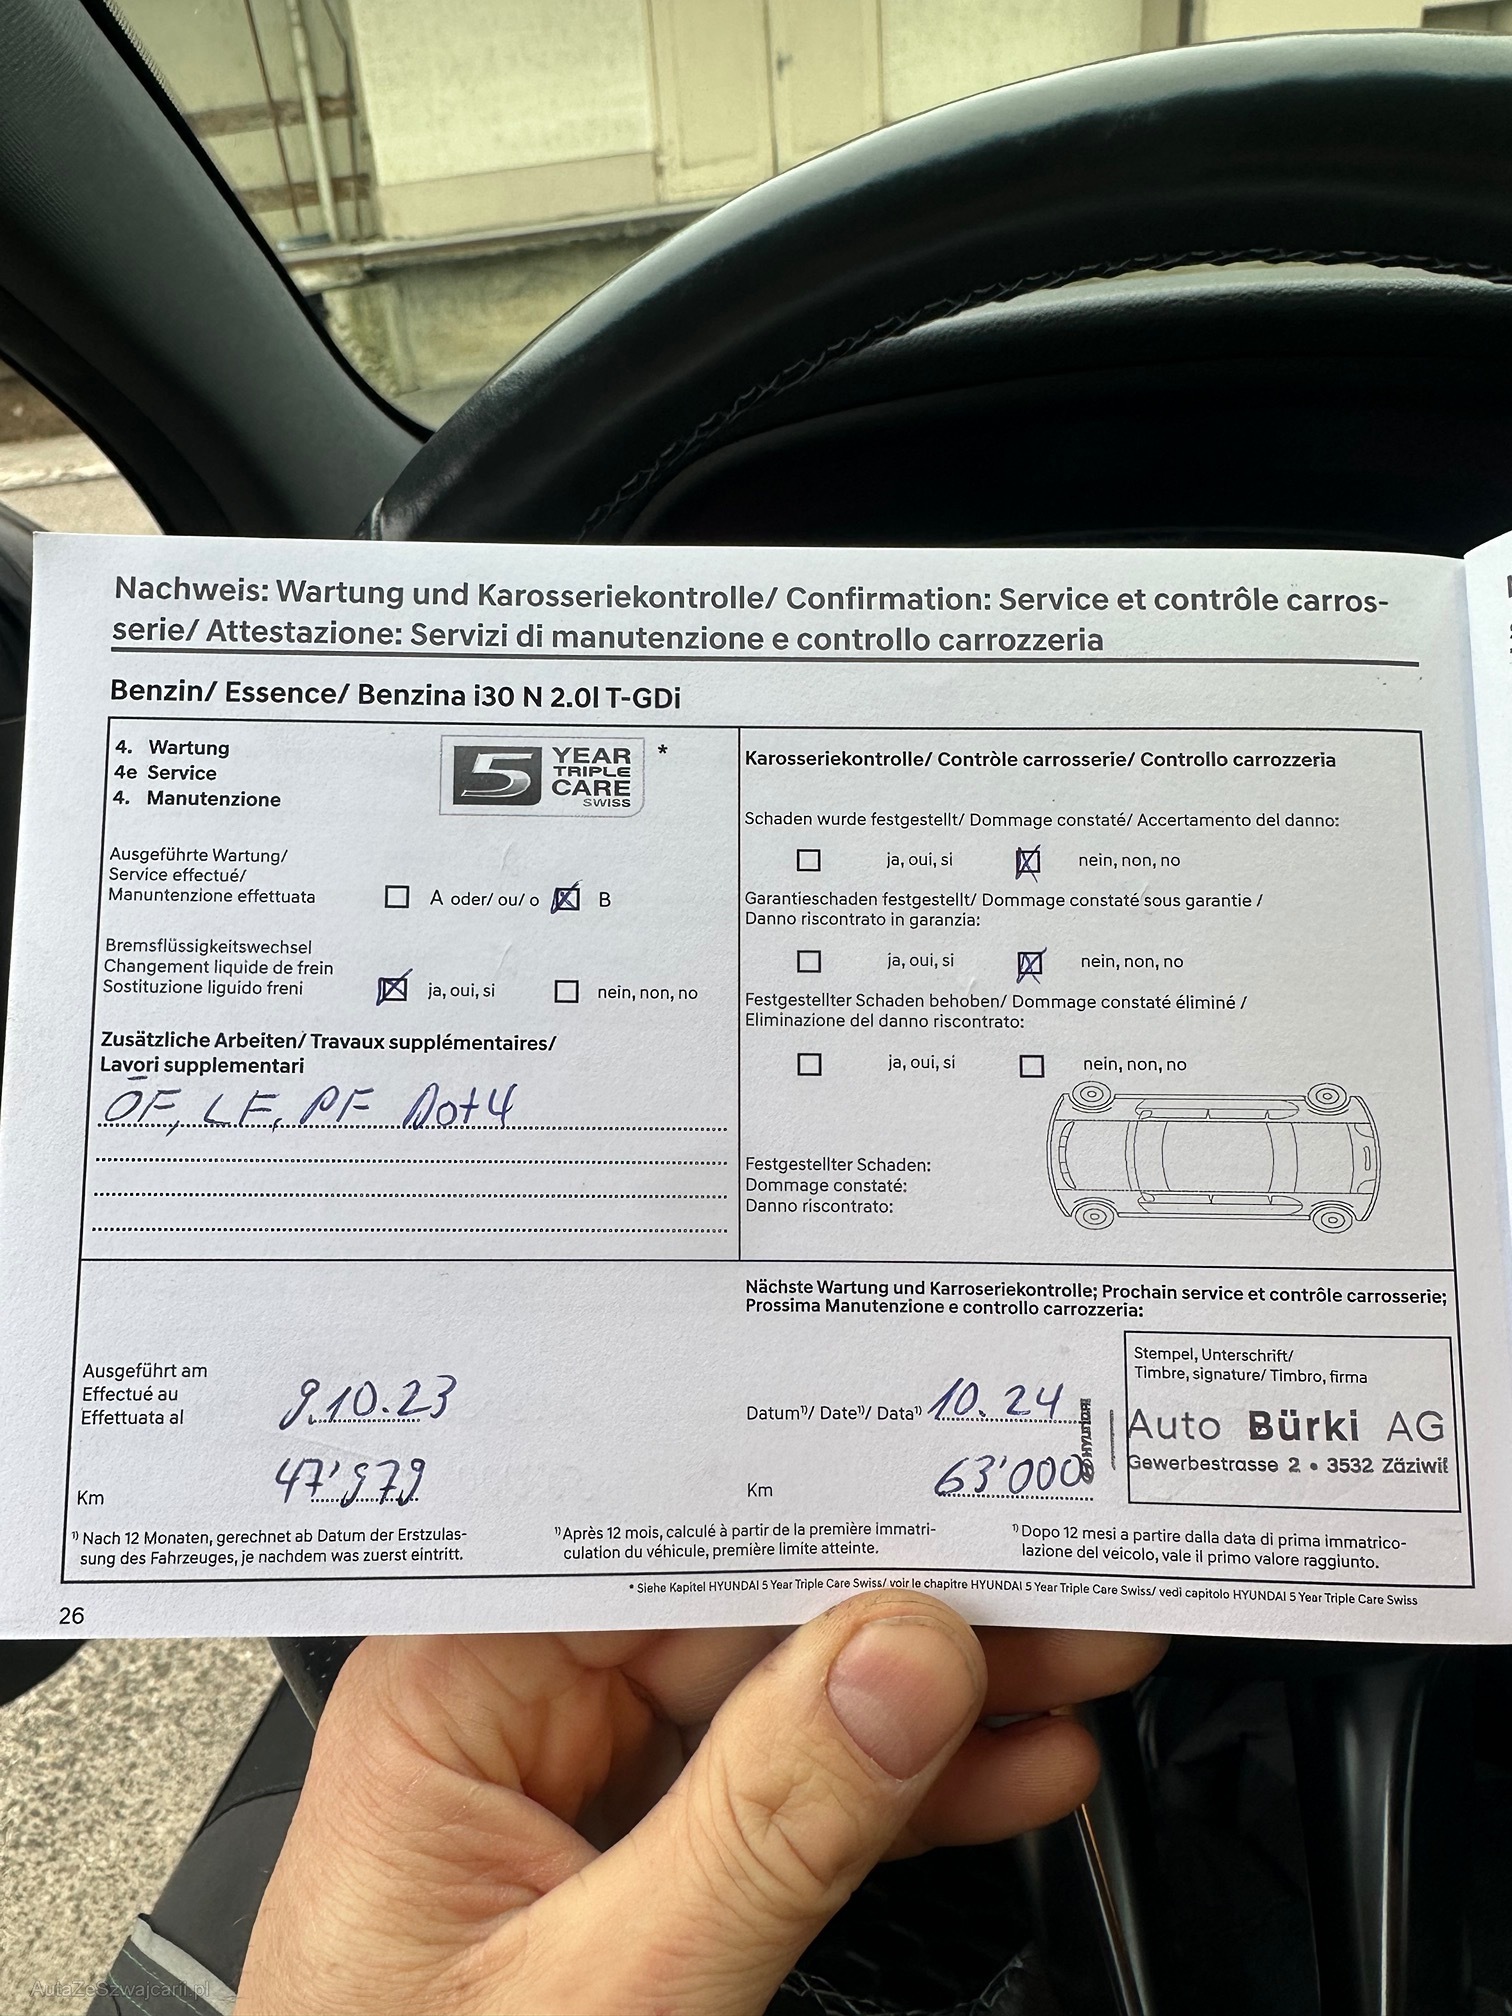 Nachweis: Wartung und Karosseriekontrolle/ Confirmation: Service et contrôle carros-
serie/ Attestazione: Servizi di manutenzione e controllo carrozzeria
Benzin/ Essence/ Benzina i30 N 2.0l T-GDi
4. Wartung
4e Service
4. Manutenzione
5 YEAR
TRIPLE
CARE
SWISS
*
Ausgeführte Wartung/
Service effectué/
Manuntenzione effettuata
A oder/ ou/ o
B
Bremsflüssigkeitswechsel
Changement liquide de frein
Sostituzione liguido freni
ja, oui, si
nein, non, no
Zusätzliche Arbeiten/ Travaux supplémentaires/
Lavori supplementari
ÖF, LF, PF Dot4
Karosseriekontrolle/ Contrôle carrosserie/ Controllo carrozzeria
Schaden wurde festgestellt/ Dommage constaté/ Accertamento del danno:
ja, oui, si
nein, non, no
Garantieschaden festgestellt/ Dommage constaté sous garantie /
Danno riscontrato in garanzia:
ja, oui, si
nein, non, no
Festgestellter Schaden behoben/ Dommage constaté éliminé /
Eliminazione del danno riscontrato:
ja, oui, si
nein, non, no
Festgestellter Schaden:
Dommage constaté:
Danno riscontrato:
Ausgeführt am
Effectué au
Effettuata al
9.10.23
Km
47'979
Nächste Wartung und Karroseriekontrolle; Prochain service et contrôle carrosserie;
Prossima Manutenzione e controllo carrozzeria:
Datum¹⁾/ Date¹⁾/ Data¹⁾
10.24
Km
63'000
Stempel, Unterschrift/
Timbre, signature/ Timbro, firma
HYUNDAI
Auto Bürki AG
Gewerbestrasse 2 • 3532 Zäziwil
¹⁾ Nach 12 Monaten, gerechnet ab Datum der Erstzulas-
sung des Fahrzeuges, je nachdem was zuerst eintritt.
¹⁾ Après 12 mois, calculé à partir de la première immatri-
culation du véhicule, première limite atteinte.
¹⁾ Dopo 12 mesi a partire dalla data di prima immatrico-
lazione del veicolo, vale il primo valore raggiunto.
* Siehe Kapitel HYUNDAI 5 Year Triple Care Swiss/ voir le chapitre HYUNDAI 5 Year Triple Care Swiss/ vedi capitolo HYUNDAI 5 Year Triple Care Swiss
26
AutaZeSzwajcarii.pl